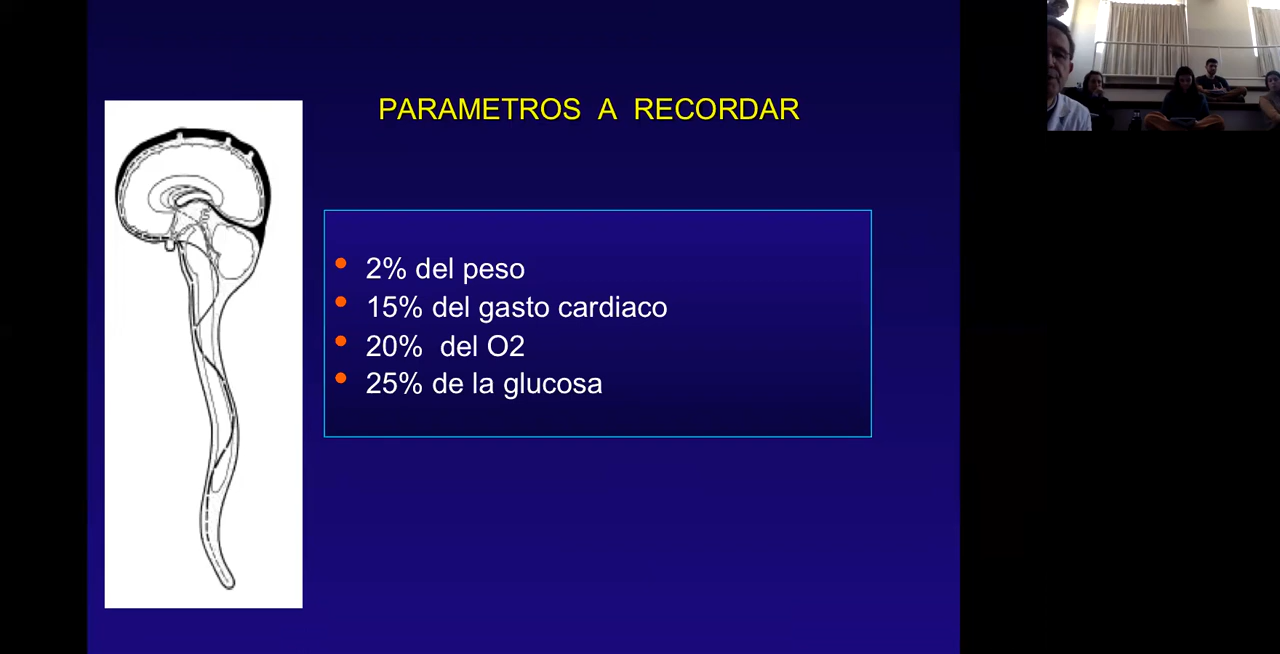 PARAMETROS A RECORDAR
2% del peso
15% del gasto cardiaco
20% del O2
25% de la glucosa